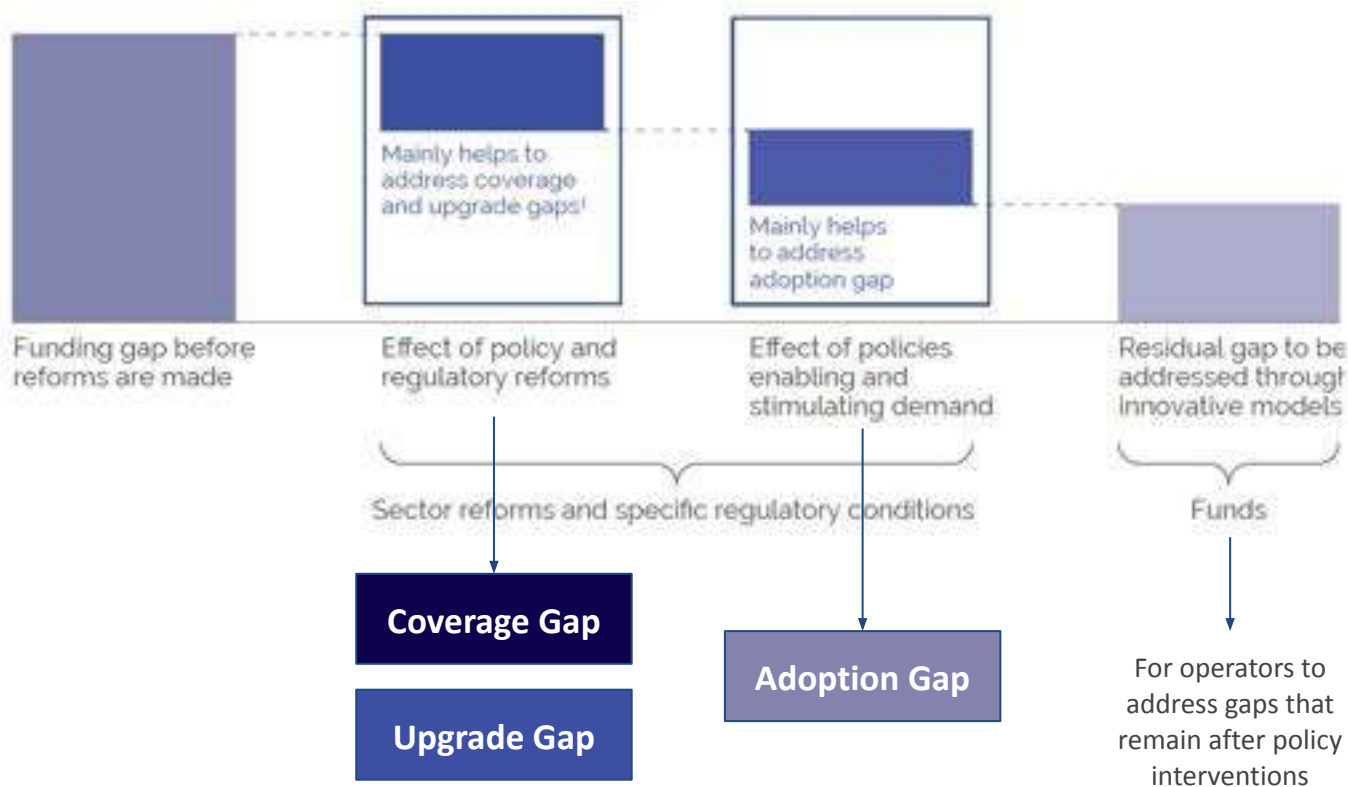 Mainly helps to
address coverage
and upgrade gaps¹
Mainly helps
to address
adoption gap
Funding gap before
reforms are made
Effect of policy and
regulatory reforms
Effect of policies
enabling and
stimulating demand
Residual gap to be
addressed through
innovative models
Sector reforms and specific regulatory conditions
Funds
Coverage Gap
Upgrade Gap
Adoption Gap
For operators to
address gaps that
remain after policy
interventions